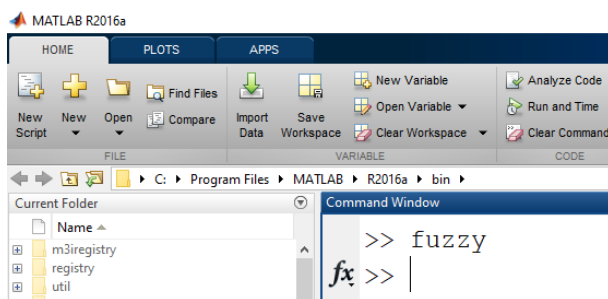 MATLAB R2016a
HOME PLOTS APPS
New Script
New
Open
Find Files
Compare
Import Data
Save Workspace
New Variable
Open Variable
Clear Workspace
Analyze Code
Run and Time
Clear Command
FILE VARIABLE CODE
C: Program Files MATLAB R2016a bin
Current Folder
Name
m3iregistry
registry
util
Command Window
>> fuzzy
fx >>